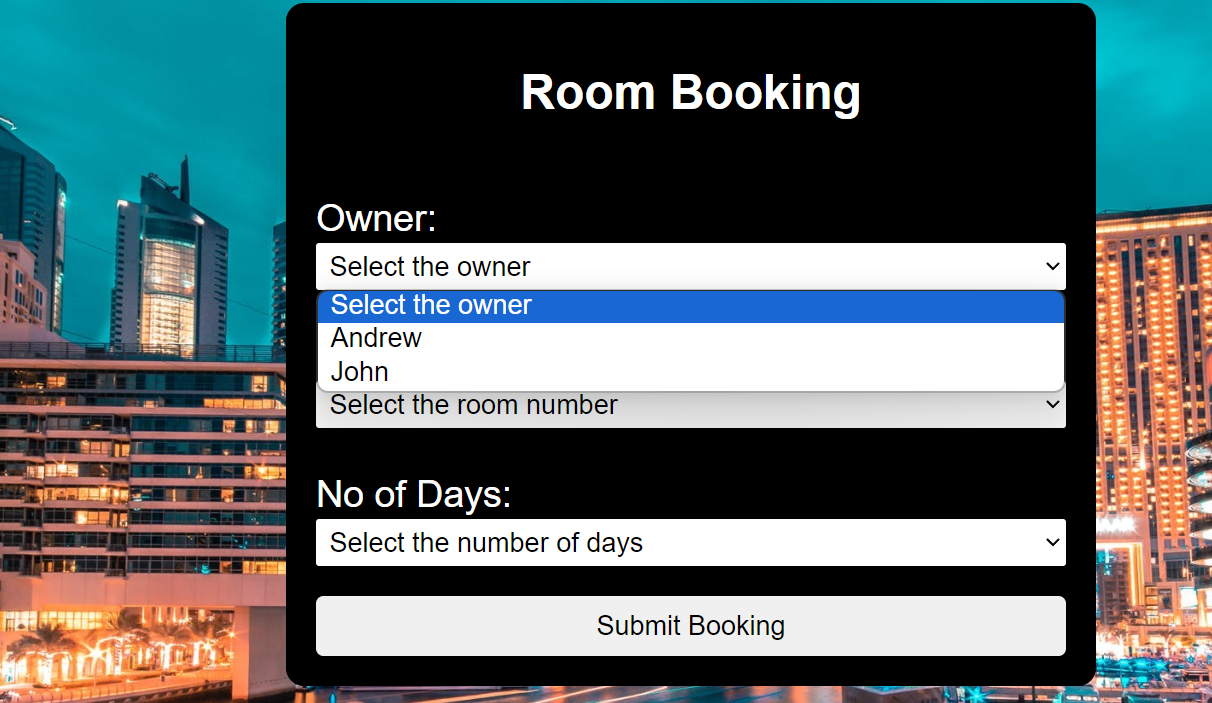 Room Booking
Owner:
Select the owner
Select the owner
Andrew
John
Select the room number
No of Days:
Select the number of days
Submit Booking